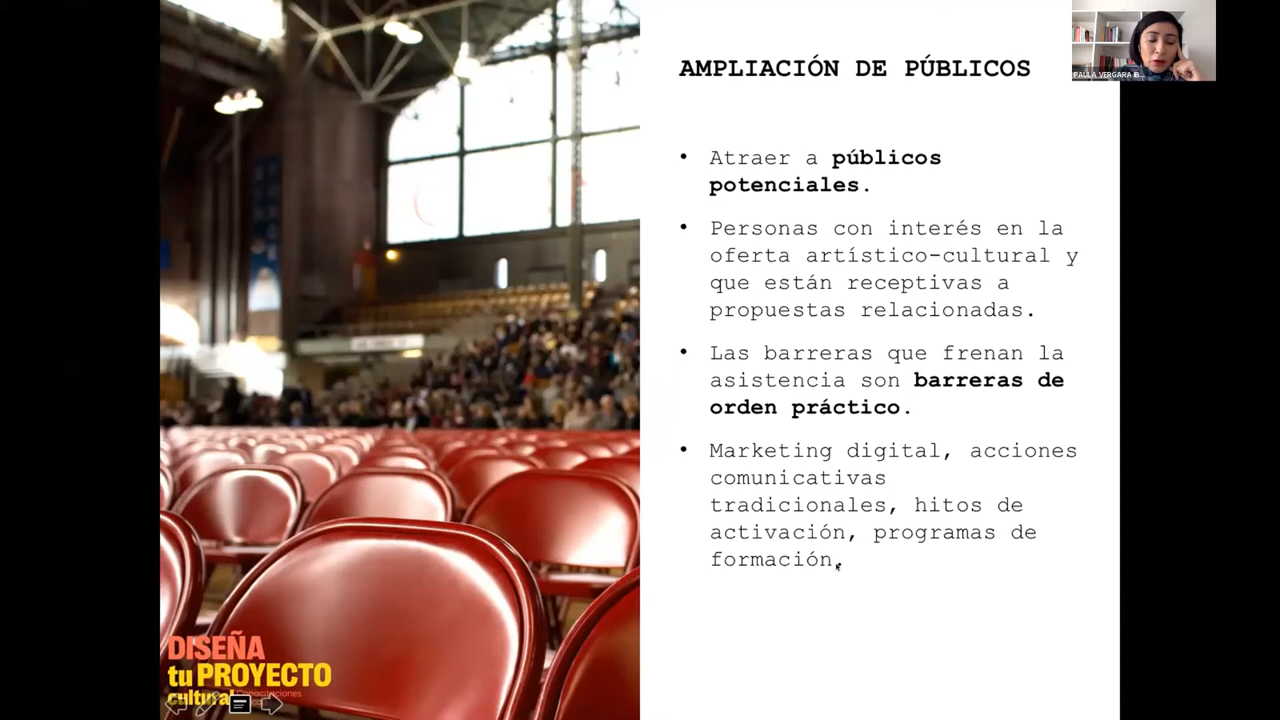 AMPLIACIÓN DE PÚBLICOS
PAULA VERGARA
• Atraer a públicos
potenciales.
• Personas con interés en la
oferta artístico-cultural y
que están receptivas a
propuestas relacionadas.
• Las barreras que frenan la
asistencia son barreras de
orden práctico.
• Marketing digital, acciones
comunicativas
tradicionales, hitos de
activación, programas de
formación.
DISEÑA
tu PROYECTO
cultural
Capacitaciones